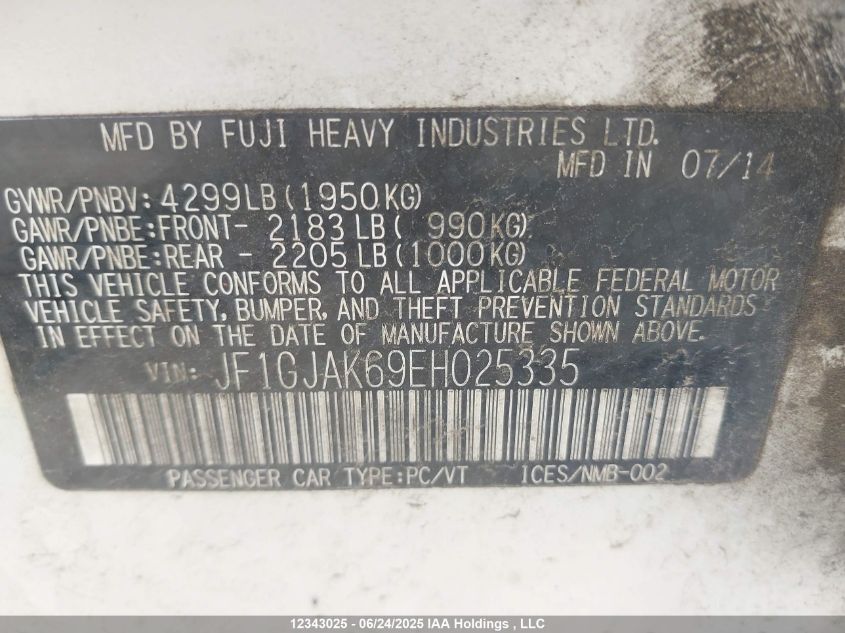 MFD BY FUJI HEAVY INDUSTRIES LTD.
MFD IN 07/14
GVWR/PNBV: 4299LB(1950KG)
GAWR/PNBE:FRONT- 2183 LB( 990KG)
GAWR/PNBE:REAR - 2205 LB(1000KG)
THIS VEHICLE CONFORMS TO ALL APPLICABLE FEDERAL MOTOR
VEHICLE SAFETY, BUMPER, AND THEFT PREVENTION STANDARDS
IN EFFECT ON THE DATE OF MANUFACTURE SHOWN ABOVE.
VIN: JF1GJAK69EH025335
PASSENGER CAR TYPE:PC/VT ICES/NMB-002
12343025 - 06/24/2025 IAA Holdings , LLC